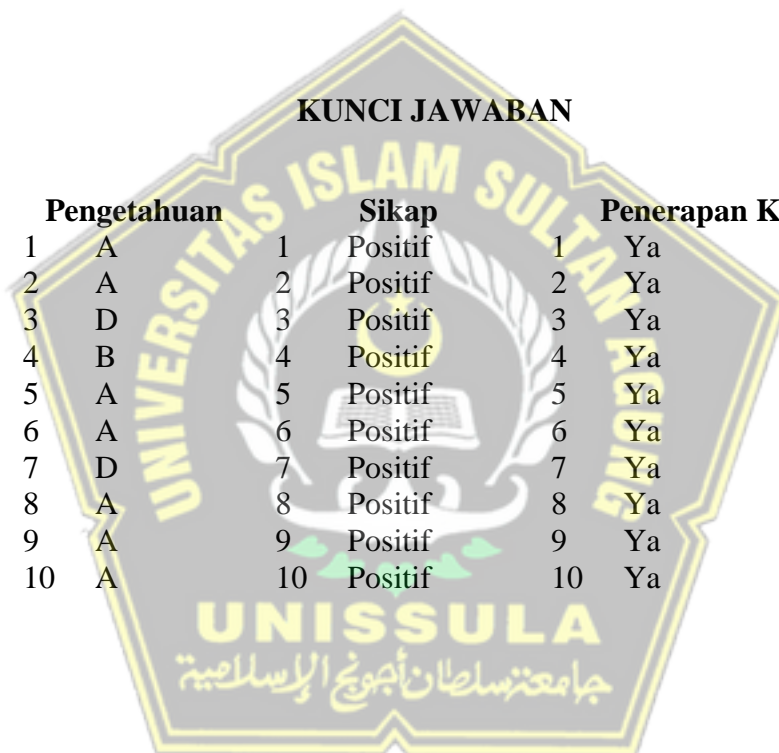 KUNCI JAWABAN
Pengetahuan Sikap Penerapan K
1 A 1 Positif 1 Ya
2 A 2 Positif 2 Ya
3 D 3 Positif 3 Ya
4 B 4 Positif 4 Ya
5 A 5 Positif 5 Ya
6 A 6 Positif 6 Ya
7 D 7 Positif 7 Ya
8 A 8 Positif 8 Ya
9 A 9 Positif 9 Ya
10 A 10 Positif 10 Ya
UNIVERSITAS ISLAM SULTAN AGUNG
UNISSULA
جامعتنسلطان أجونج الإسلامية